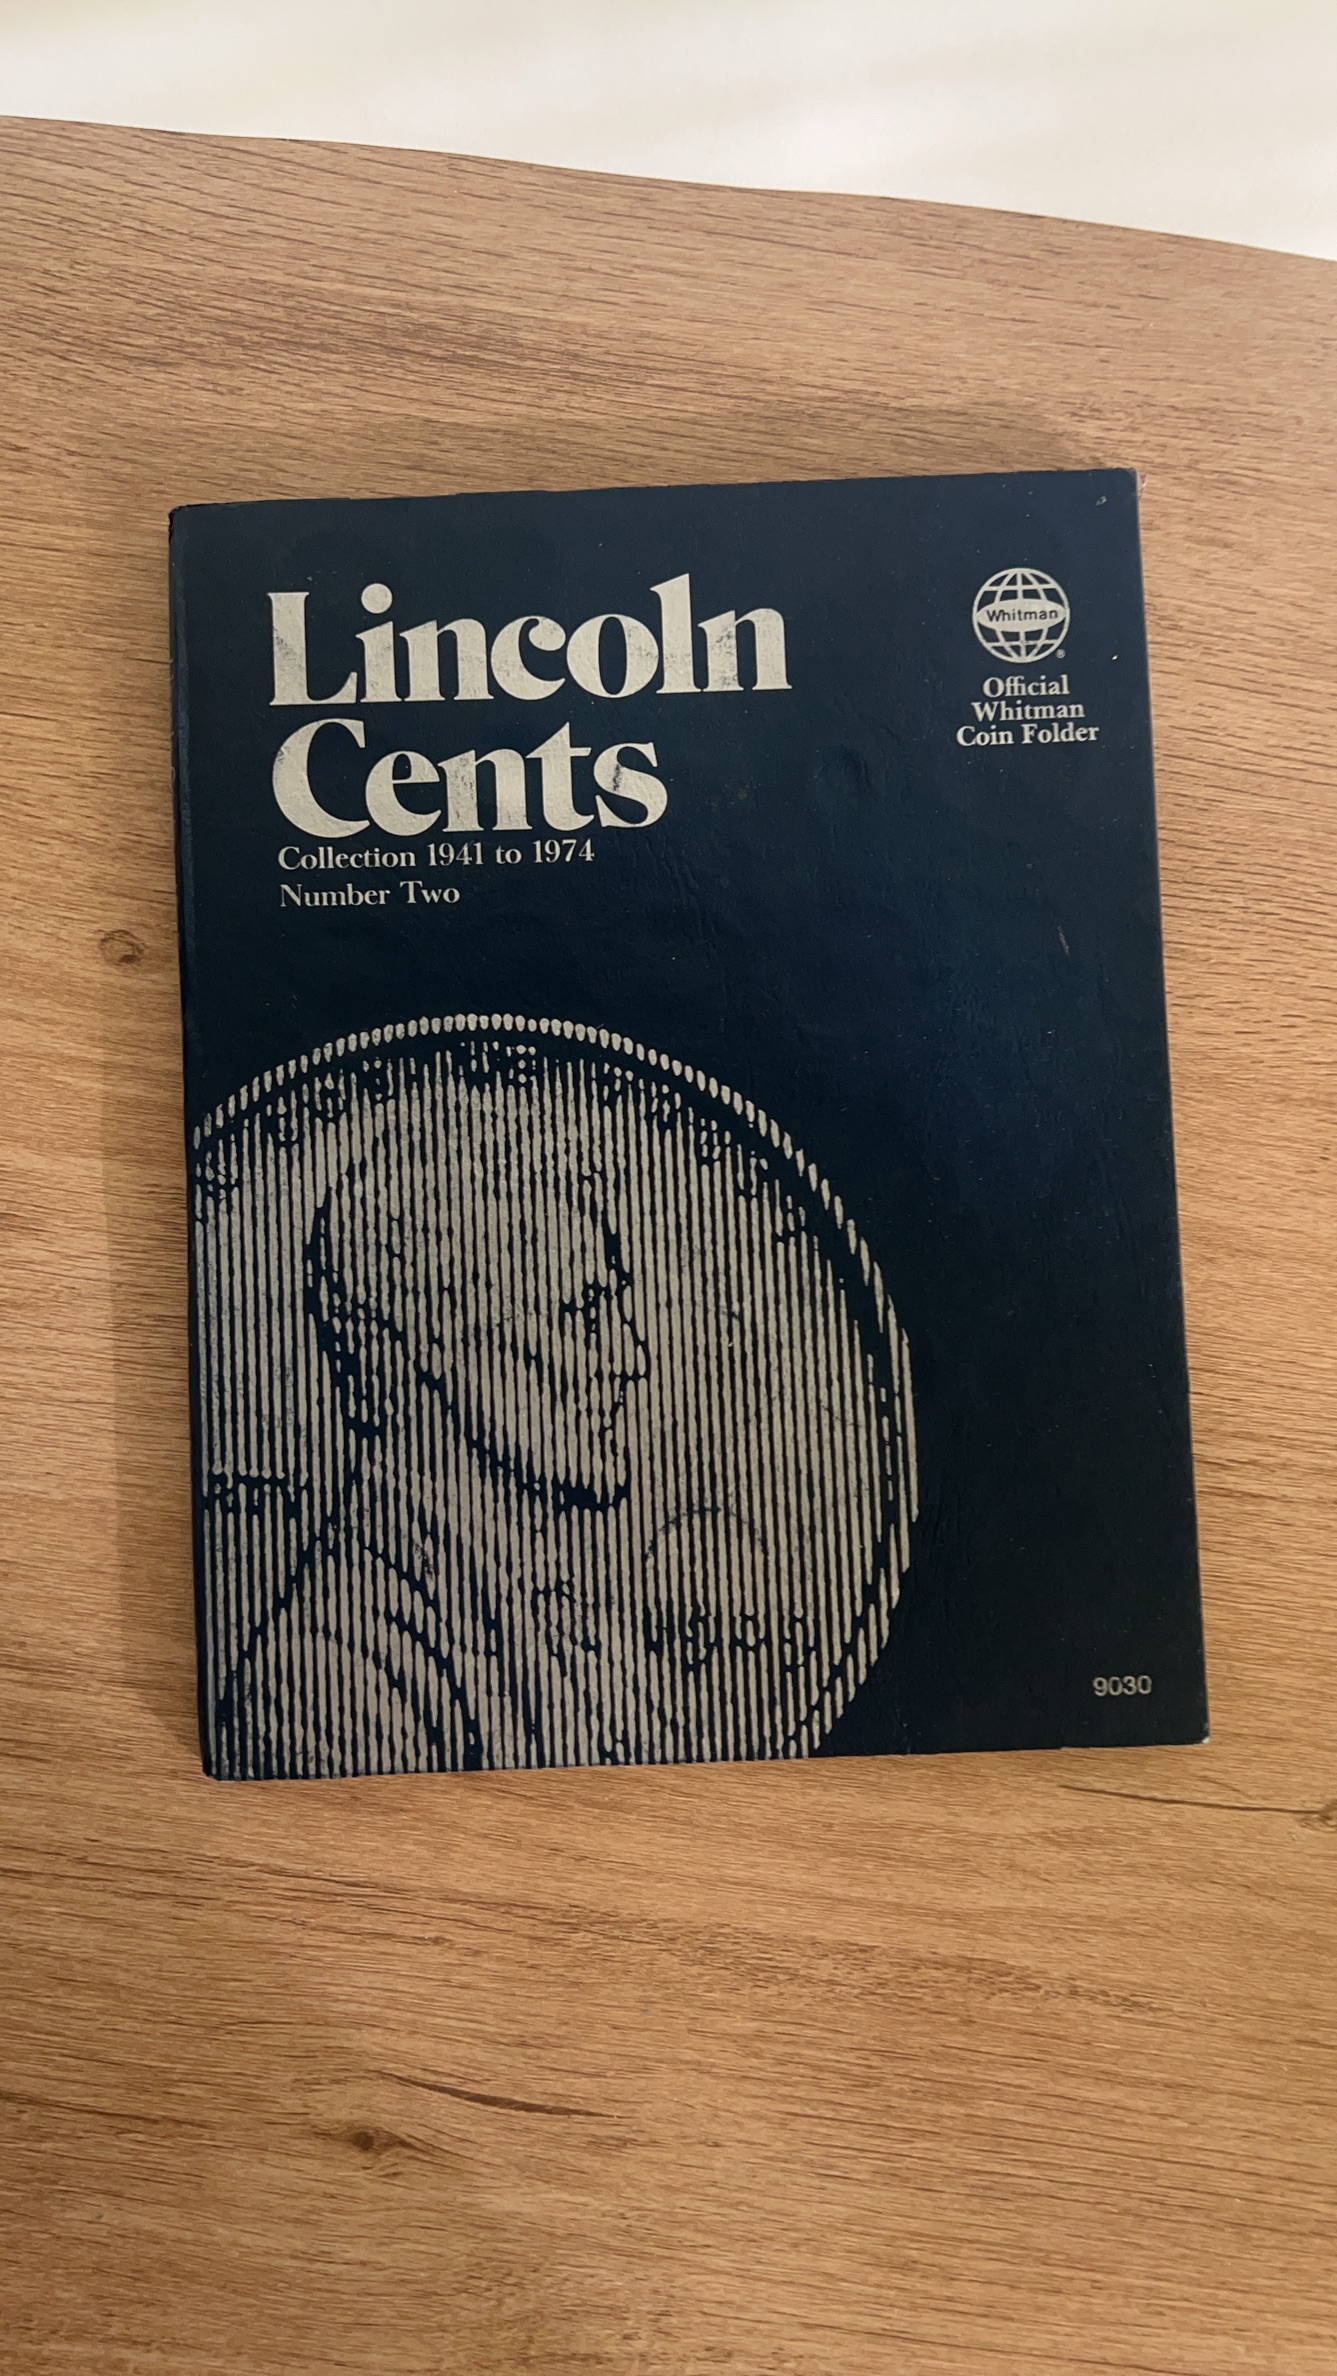 Lincoln
Cents
Collection 1941 to 1974
Number Two
Whitman
®
Official
Whitman
Coin Folder
9030